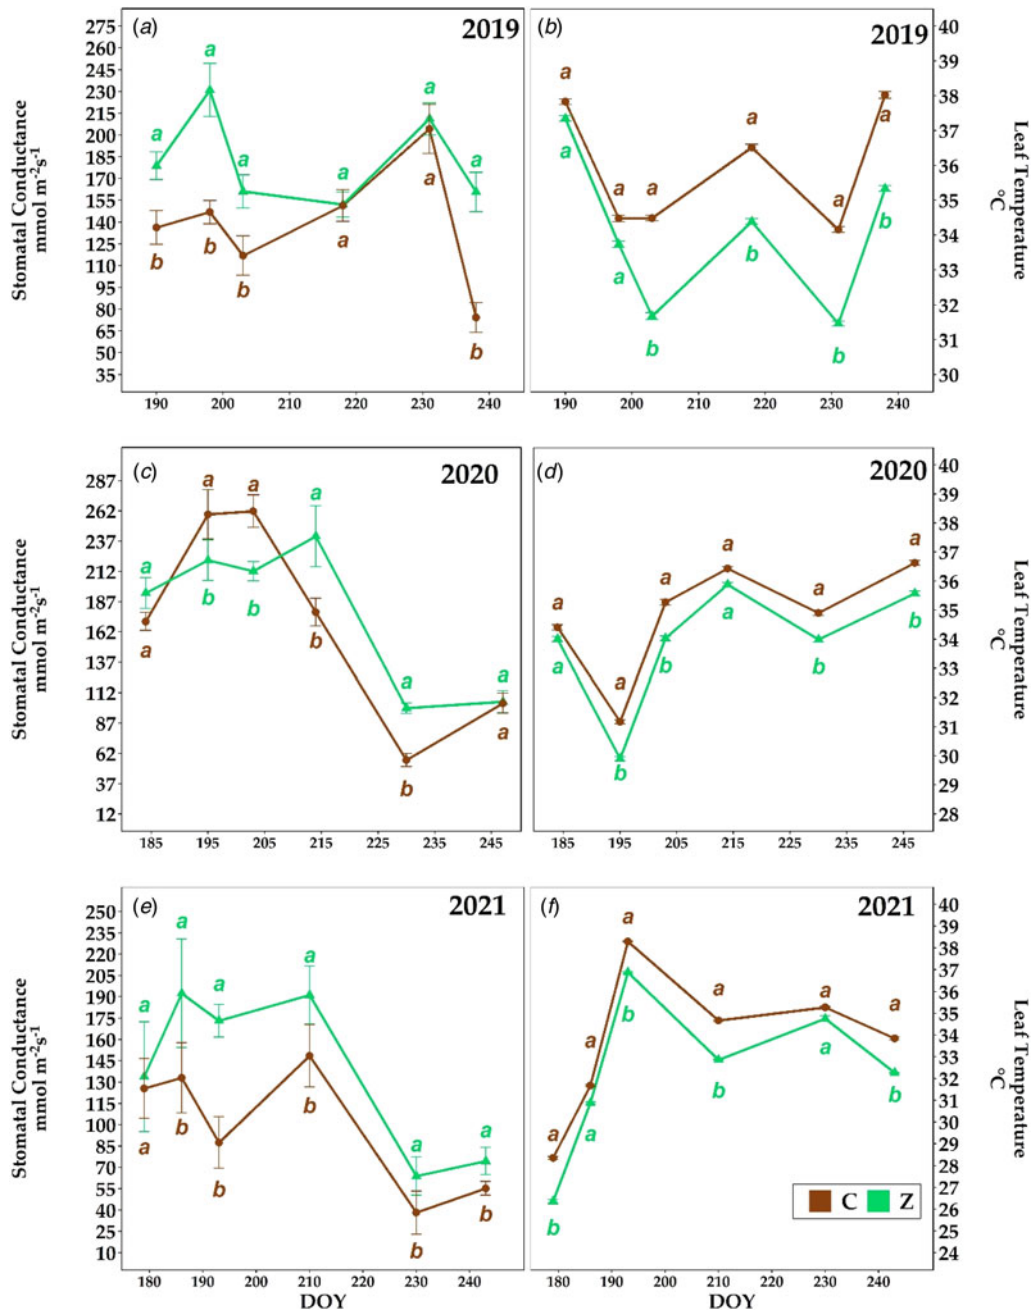 (a) 2019
Stomatal Conductance
mmol m⁻²s⁻¹
275
260
245
230
215
200
185
170
155
140
125
110
95
80
65
50
35
a a a a a a
b b b a a b
190 200 210 220 230 240
(b) 2019
Leaf Temperature
°C
40
39
38
37
36
35
34
33
32
31
30
a a a a a a
a a b b b b
190 200 210 220 230 240
(c) 2020
Stomatal Conductance
mmol m⁻²s⁻¹
287
262
237
212
187
162
137
112
87
62
37
12
a a a a a a
a b b b b a
185 195 205 215 225 235 245
(d) 2020
Leaf Temperature
°C
40
39
38
37
36
35
34
33
32
31
30
29
28
a a a a a a
a b b a b b
185 195 205 215 225 235 245
(e) 2021
Stomatal Conductance
mmol m⁻²s⁻¹
250
235
220
205
190
175
160
145
130
115
100
85
70
55
40
25
10
a a a a a a
a b b b b b
180 190 200 210 220 230 240
DOY
(f) 2021
Leaf Temperature
°C
40
39
38
37
36
35
34
33
32
31
30
29
28
27
26
25
24
a a a a a a
b a b b a b
C Z
180 190 200 210 220 230 240
DOY